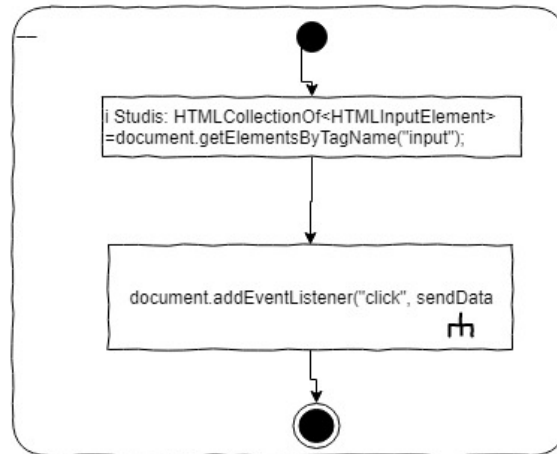 i Studis: HTMLCollectionOf<HTMLInputElement>
=document.getElementsByTagName("input");
document.addEventListener("click", sendData